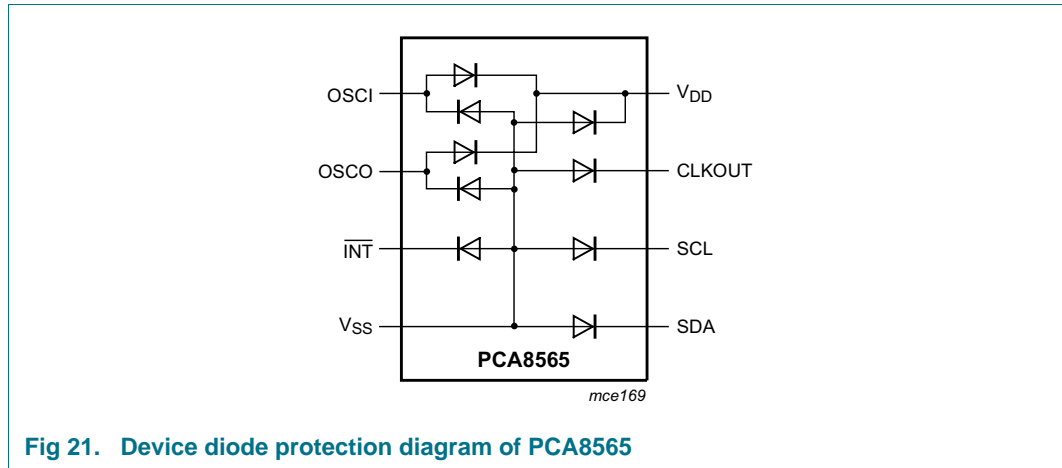 OSCI
OSCO
INT
VSS
VDD
CLKOUT
SCL
SDA
PCA8565
mce169
Fig 21. Device diode protection diagram of PCA8565